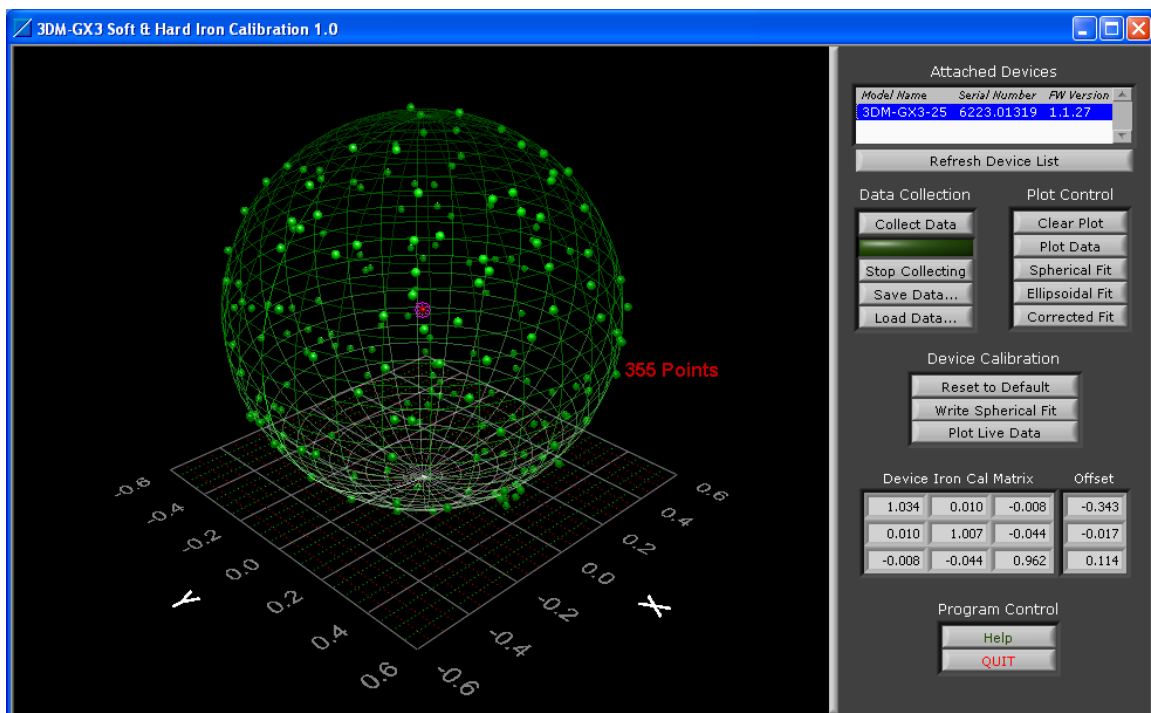 3DM-GX3 Soft & Hard Iron Calibration 1.0
Attached Devices
Model Name Serial Number FW Version
3DM-GX3-25 6223.01319 1.1.27
Refresh Device List
Data Collection
Collect Data
Stop Collecting
Save Data...
Load Data...
Plot Control
Clear Plot
Plot Data
Spherical Fit
Ellipsoidal Fit
Corrected Fit
355 Points
Device Calibration
Reset to Default
Write Spherical Fit
Plot Live Data
Device Iron Cal Matrix Offset
1.034 0.010 -0.008 -0.343
0.010 1.007 -0.044 -0.017
-0.008 -0.044 0.962 0.114
Program Control
Help
QUIT
-0.6
-0.4
-0.2
0.0
0.2
0.4
0.6
Y
-0.6
-0.4
-0.2
0.0
0.2
0.4
0.6
X